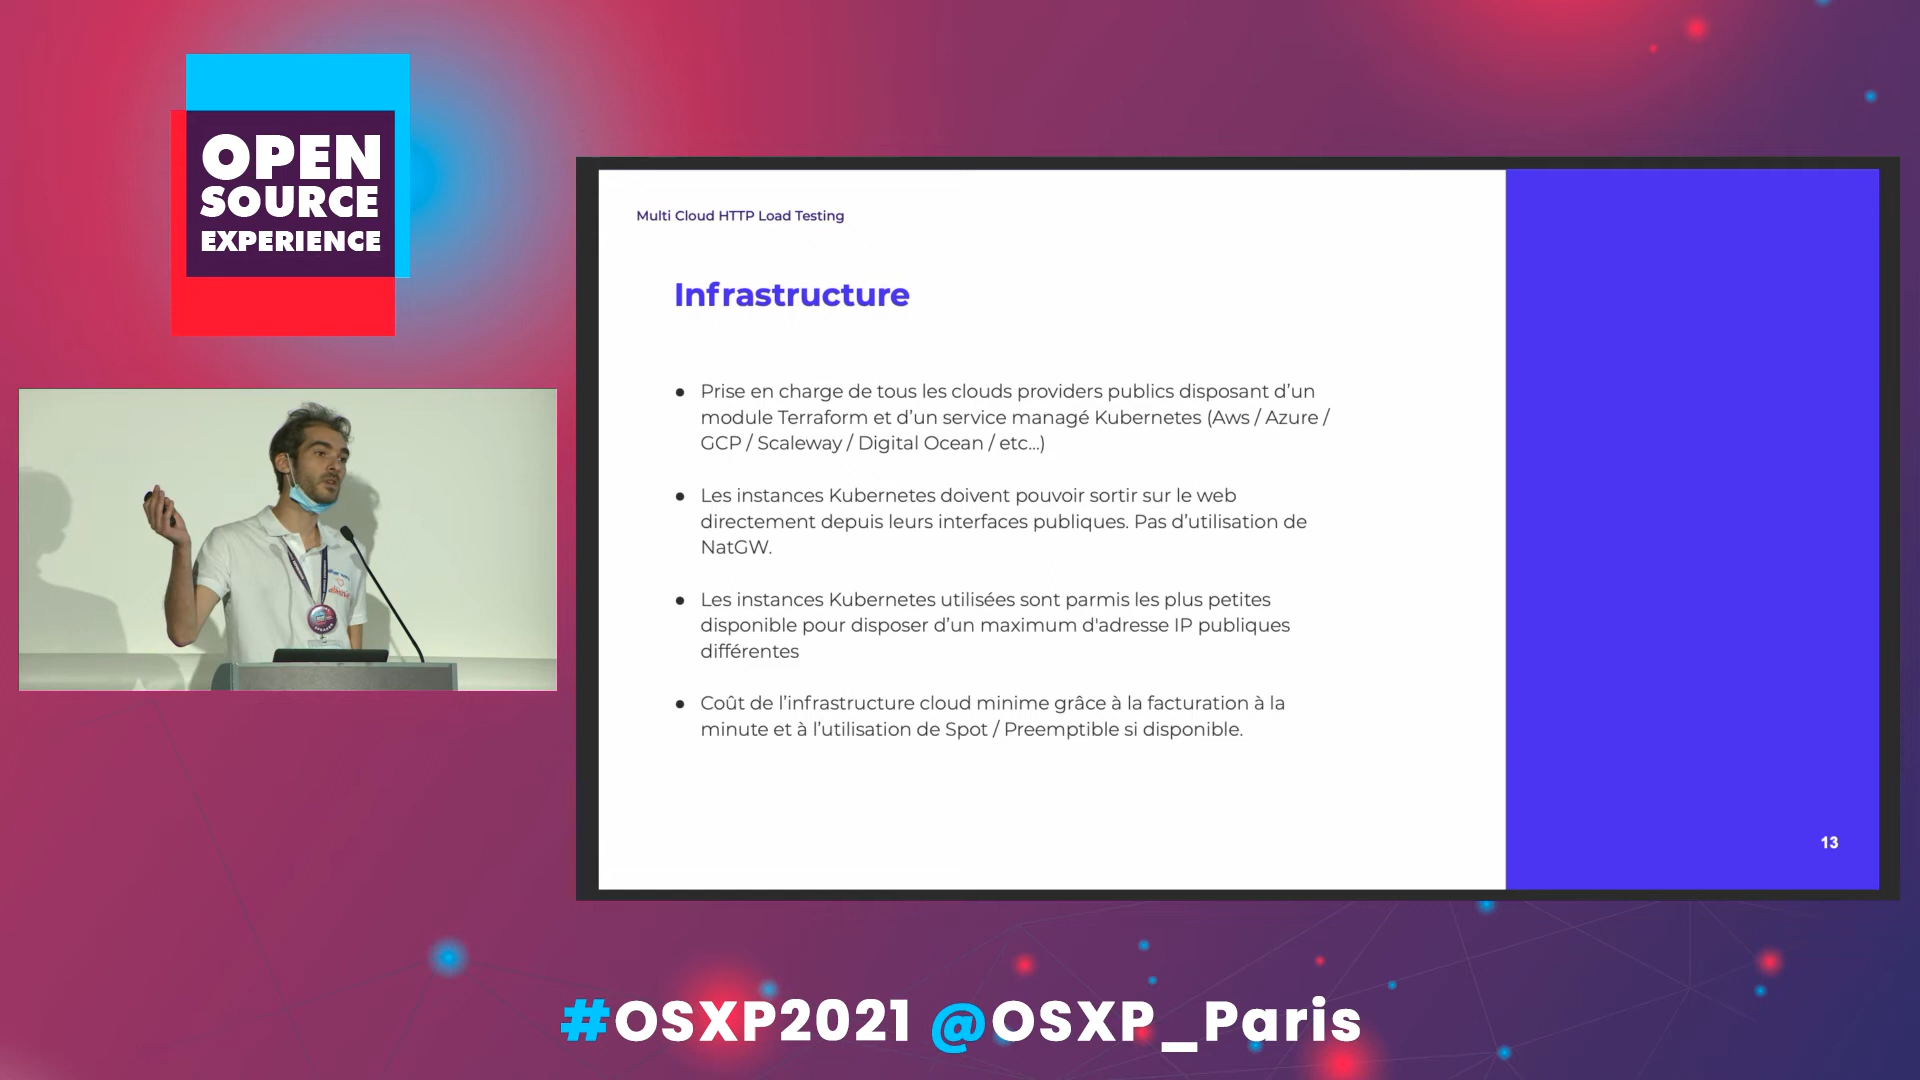 OPEN
SOURCE
EXPERIENCE
Multi Cloud HTTP Load Testing
Infrastructure
● Prise en charge de tous les clouds providers publics disposant d’un
module Terraform et d’un service managé Kubernetes (Aws / Azure /
GCP / Scaleway / Digital Ocean / etc…)
● Les instances Kubernetes doivent pouvoir sortir sur le web
directement depuis leurs interfaces publiques. Pas d’utilisation de
NatGW.
● Les instances Kubernetes utilisées sont parmis les plus petites
disponible pour disposer d’un maximum d'adresse IP publiques
différentes
● Coût de l’infrastructure cloud minime grâce à la facturation à la
minute et à l’utilisation de Spot / Preemptible si disponible.
13
#OSXP2021 @OSXP_Paris